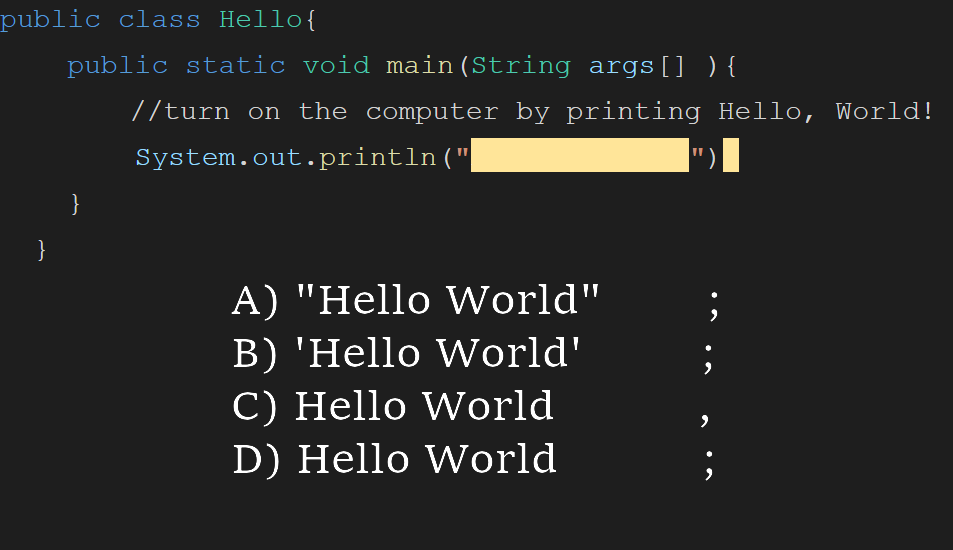 public class Hello{
public static void main(String args[] ){
//turn on the computer by printing Hello, World!
System.out.println("                ")
}
}
A) "Hello World" ;
B) 'Hello World' ;
C) Hello World ,
D) Hello World ;